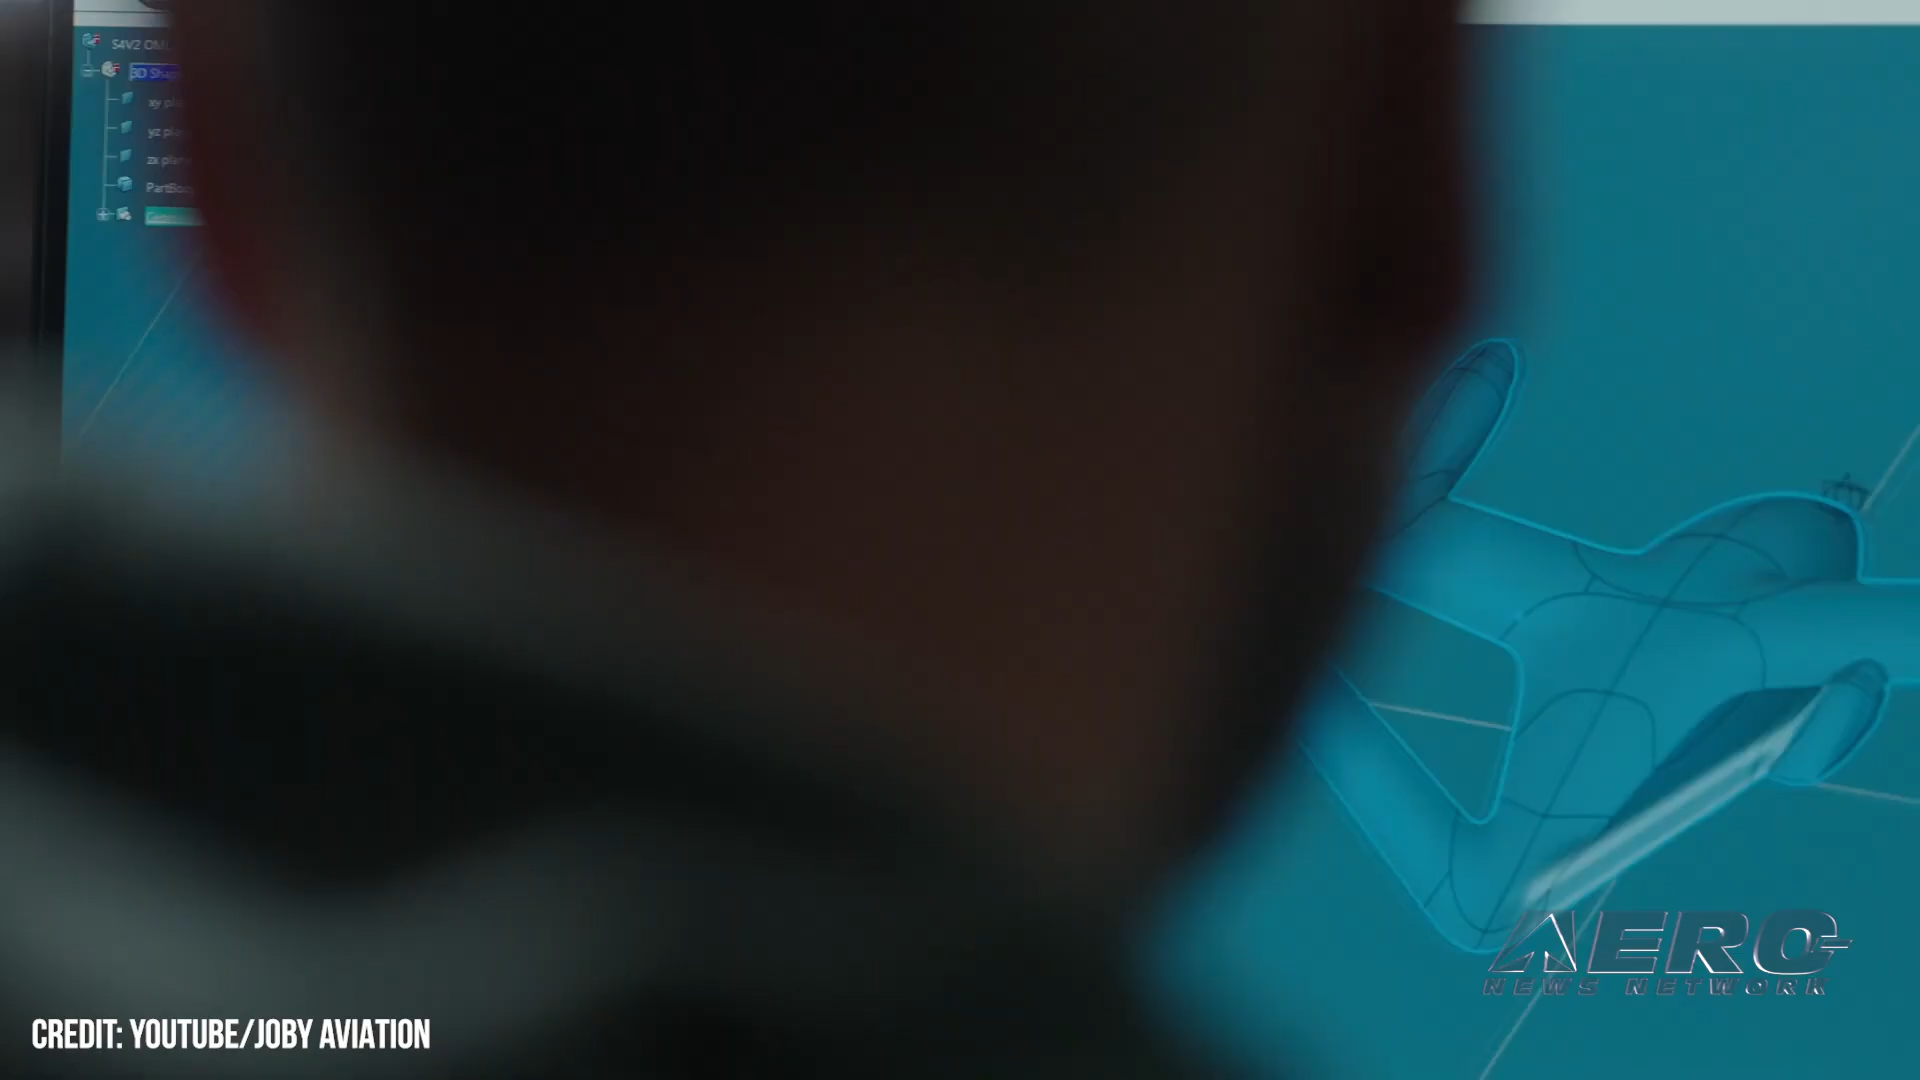 S4V2 OML
3D Shap
xy pla
yz pla
zx plan
PartBod
AERO
NEWS NETWORK
CREDIT: YOUTUBE/JOBY AVIATION